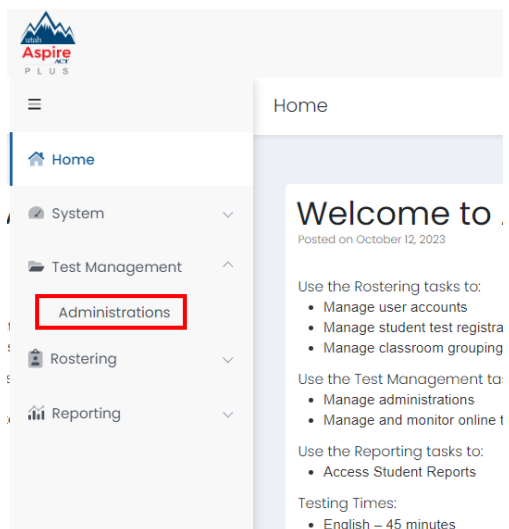 utah
Aspire
ACT
PLUS
Home
Home
System
Test Management
Administrations
Rostering
Reporting
Welcome to
Posted on October 12, 2023
Use the Rostering tasks to:
• Manage user accounts
• Manage student test registra
• Manage classroom grouping
Use the Test Management ta
• Manage administrations
• Manage and monitor online t
Use the Reporting tasks to:
• Access Student Reports
Testing Times:
• English – 45 minutes